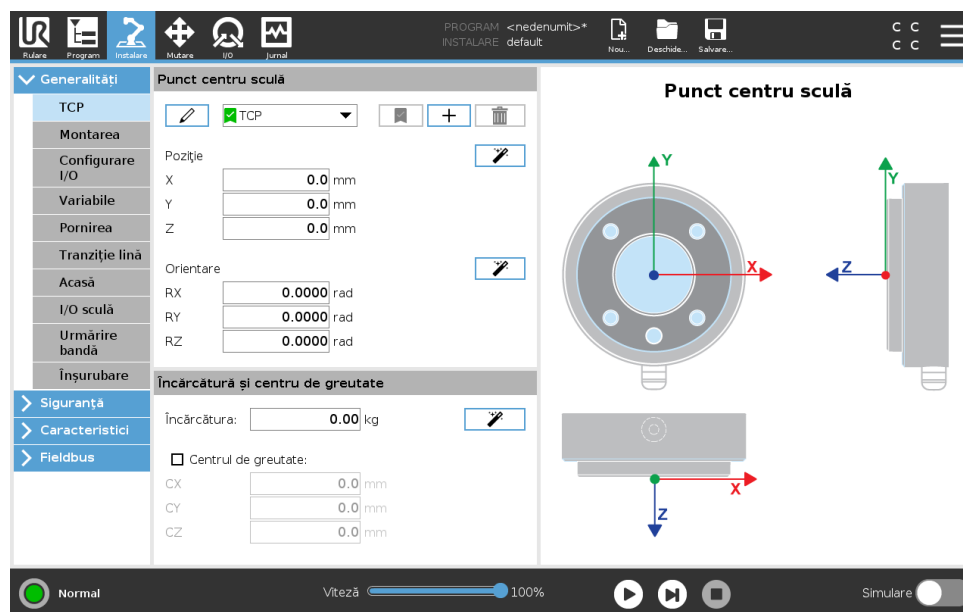 PROGRAM <nedenumit>*
INSTALARE default
C C
C C
Rulare Program Instalare Mutare I/O Jurnal Nou... Deschide... Salvare...
Generalități
TCP
Montarea
Configurare
I/O
Variabile
Pornirea
Tranziție lină
Acasă
I/O sculă
Urmărire
bandă
Înșurubare
Siguranță
Caracteristici
Fieldbus
Punct centru sculă
TCP
Poziţie
X 0.0 mm
Y 0.0 mm
Z 0.0 mm
Orientare
RX 0.0000 rad
RY 0.0000 rad
RZ 0.0000 rad
Încărcătură și centru de greutate
Încărcătura: 0.00 kg
Centrul de greutate:
CX 0.0 mm
CY 0.0 mm
CZ 0.0 mm
Punct centru sculă
Y
X
Y
Z
X
Z
Normal Viteză 100% Simulare